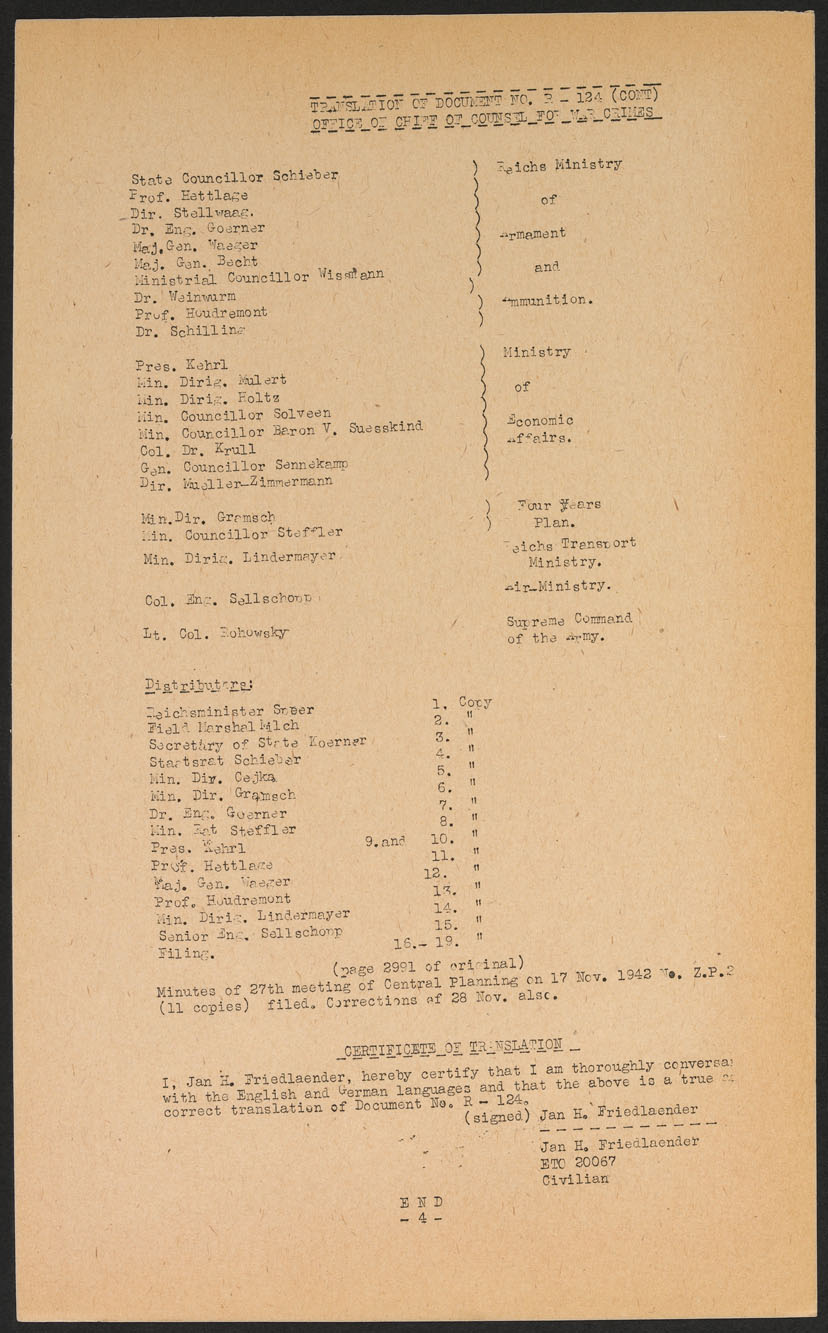 TRANSLATION OF DOCUMENT NO. R - 124 (CONT)
OFFICE OF CHIEF OF COUNSEL FOR WAR CRIMES
State Councillor Schieber ) Reichs Ministry
Prof. Hettlage
Dir. Stellwaag. of
Dr. Eng. Goerner
Maj.Gen. Waeger Armament
Maj. Gen. Becht and
Ministrial Councillor Wissmann )
Dr. Weinwurm ) Ammunition.
Prof. Houdremont )
Dr. Schilling
Pres. Kehrl ) Ministry
Min. Dirig. Mulert of
Min. Dirig. Holtz
Min. Councillor Solveen Economic
Min. Councillor Baron V. Suesskind Affairs.
Col. Dr. Krull
Gen. Councillor Sennekamp
Dir. Mueller-Zimmermann
Min.Dir. Gramsch ) Four Years
Min. Councillor Steffler ) Plan.
Min. Dirig. Lindermayer Reichs Transport
Ministry.
Col. Eng. Sellschopp Air-Ministry.
Lt. Col. Rohowsky Supreme Command
of the Army.
Distributers:
Reichsminister Speer 1. Copy
Field Marshal Milch 2. "
Secretary of State Koerner 3. "
Staatsrat Schieber 4. "
Min. Dir. Cejka 5. "
Min. Dir. Gramsch 6. "
Dr. Eng. Goerner 7. "
Min. Rat Steffler 8. "
Pres. Kehrl 9.and 10. "
Prof. Hettlage 11. "
Maj. Gen. Waeger 12. "
Prof. Houdremont 13. "
Min. Dirig. Lindermayer 14. "
Senior Eng. Sellschopp 15. "
Filing. 16.- 19. "
(page 2991 of original)
Minutes of 27th meeting of Central Planning on 17 Nov. 1942 No. Z.P.2
(11 copies) filed. Corrections of 28 Nov. also.
CERTIFICETE OF TRANSLATION
I, Jan H. Friedlaender, hereby certify that I am thoroughly conversa
with the English and German languages and that the above is a true
correct translation of Document No. R - 124.
(signed) Jan H. Friedlaender
Jan H. Friedlaender
ETO 20067
Civilian
E N D
- 4 -